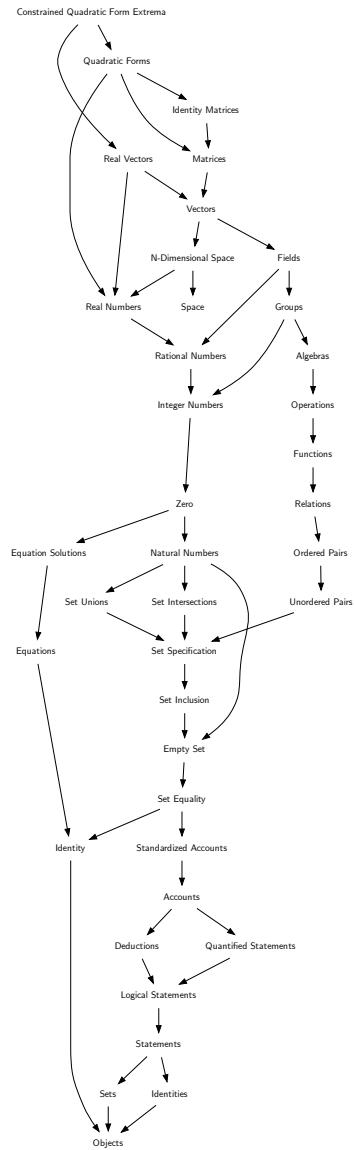 Constrained Quadratic Form Extrema
Quadratic Forms
Identity Matrices
Real Vectors
Matrices
Vectors
N-Dimensional Space
Fields
Real Numbers
Space
Groups
Rational Numbers
Algebras
Integer Numbers
Operations
Functions
Zero
Relations
Equation Solutions
Natural Numbers
Ordered Pairs
Set Unions
Set Intersections
Unordered Pairs
Equations
Set Specification
Set Inclusion
Empty Set
Set Equality
Identity
Standardized Accounts
Accounts
Deductions
Quantified Statements
Logical Statements
Statements
Sets
Identities
Objects